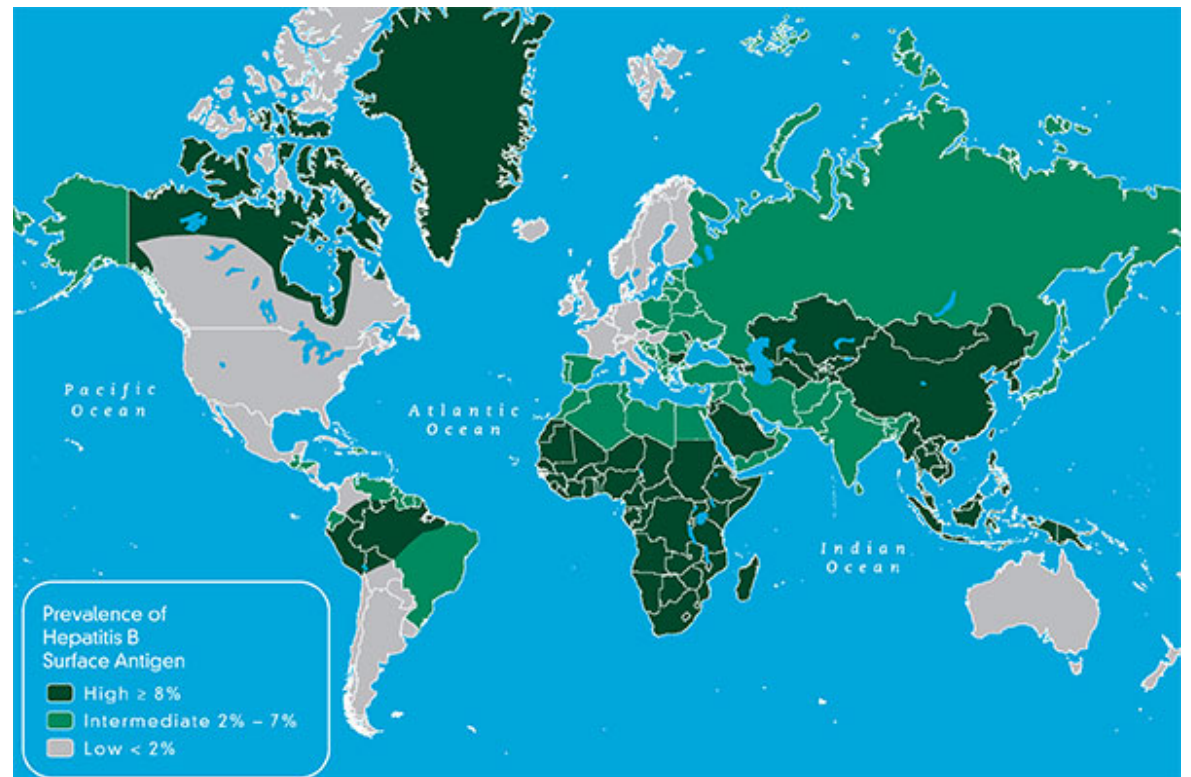 Pacific
Ocean
Atlantic
Ocean
Indian
Ocean
Prevalence of
Hepatitis B
Surface Antigen
High ≥ 8%
Intermediate 2% – 7%
Low < 2%